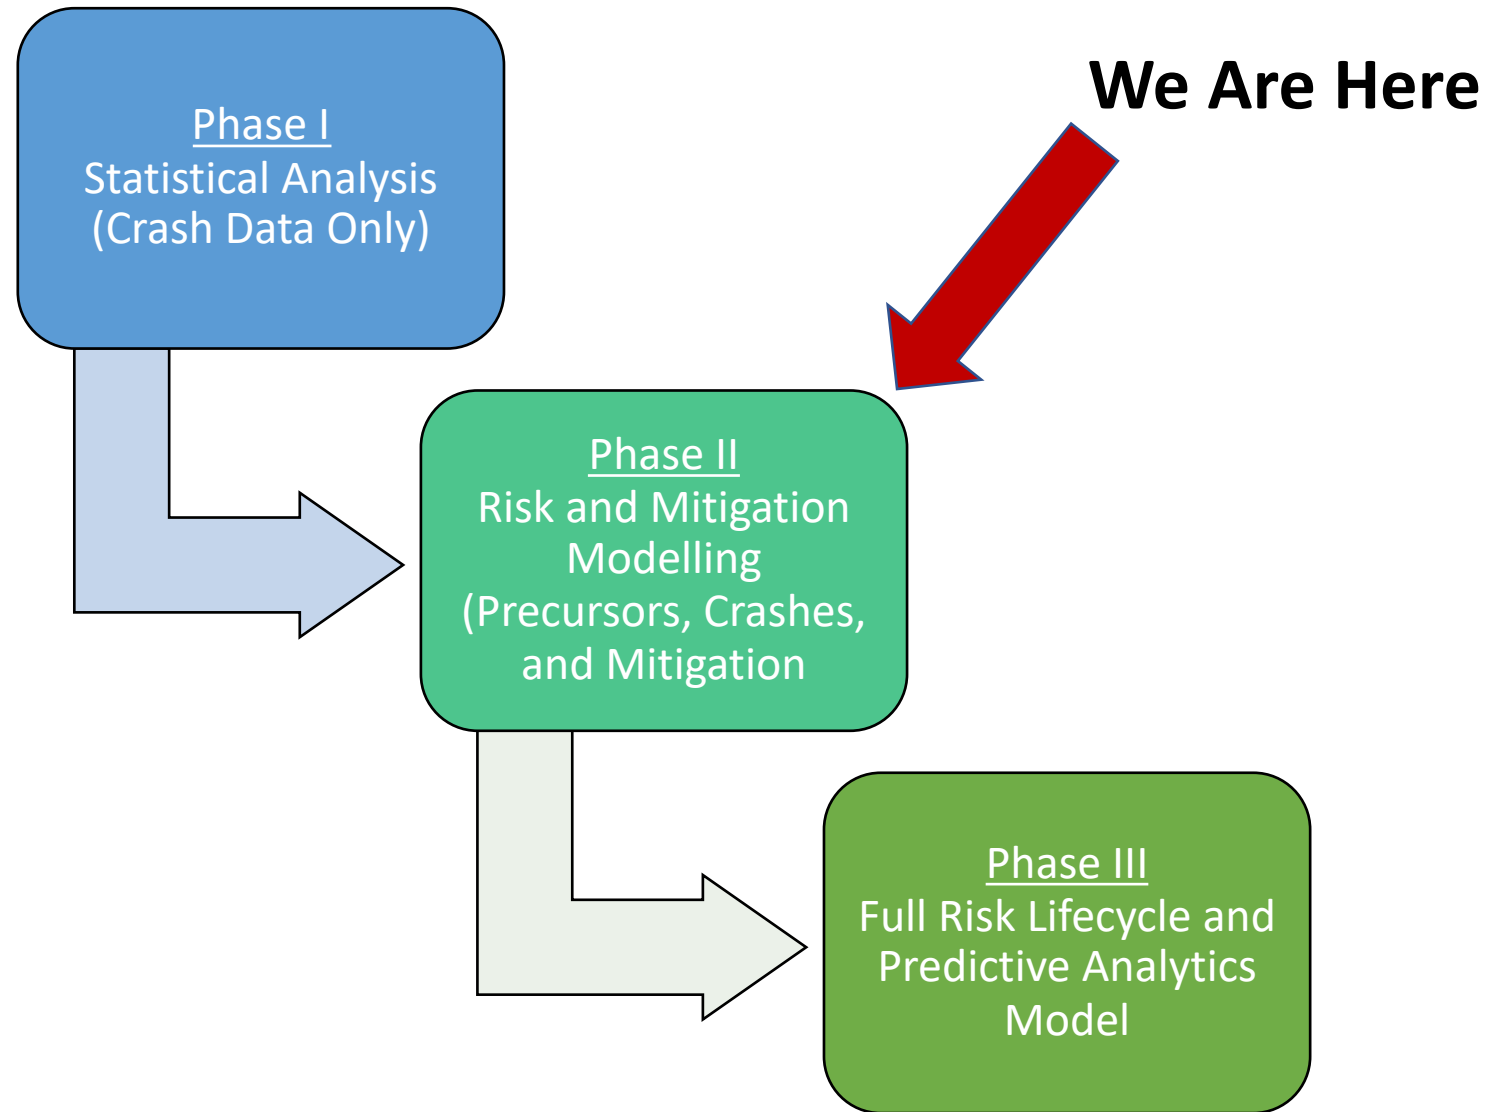 Phase I
Statistical Analysis
(Crash Data Only)
We Are Here
Phase II
Risk and Mitigation
Modelling
(Precursors, Crashes,
and Mitigation
Phase III
Full Risk Lifecycle and
Predictive Analytics
Model